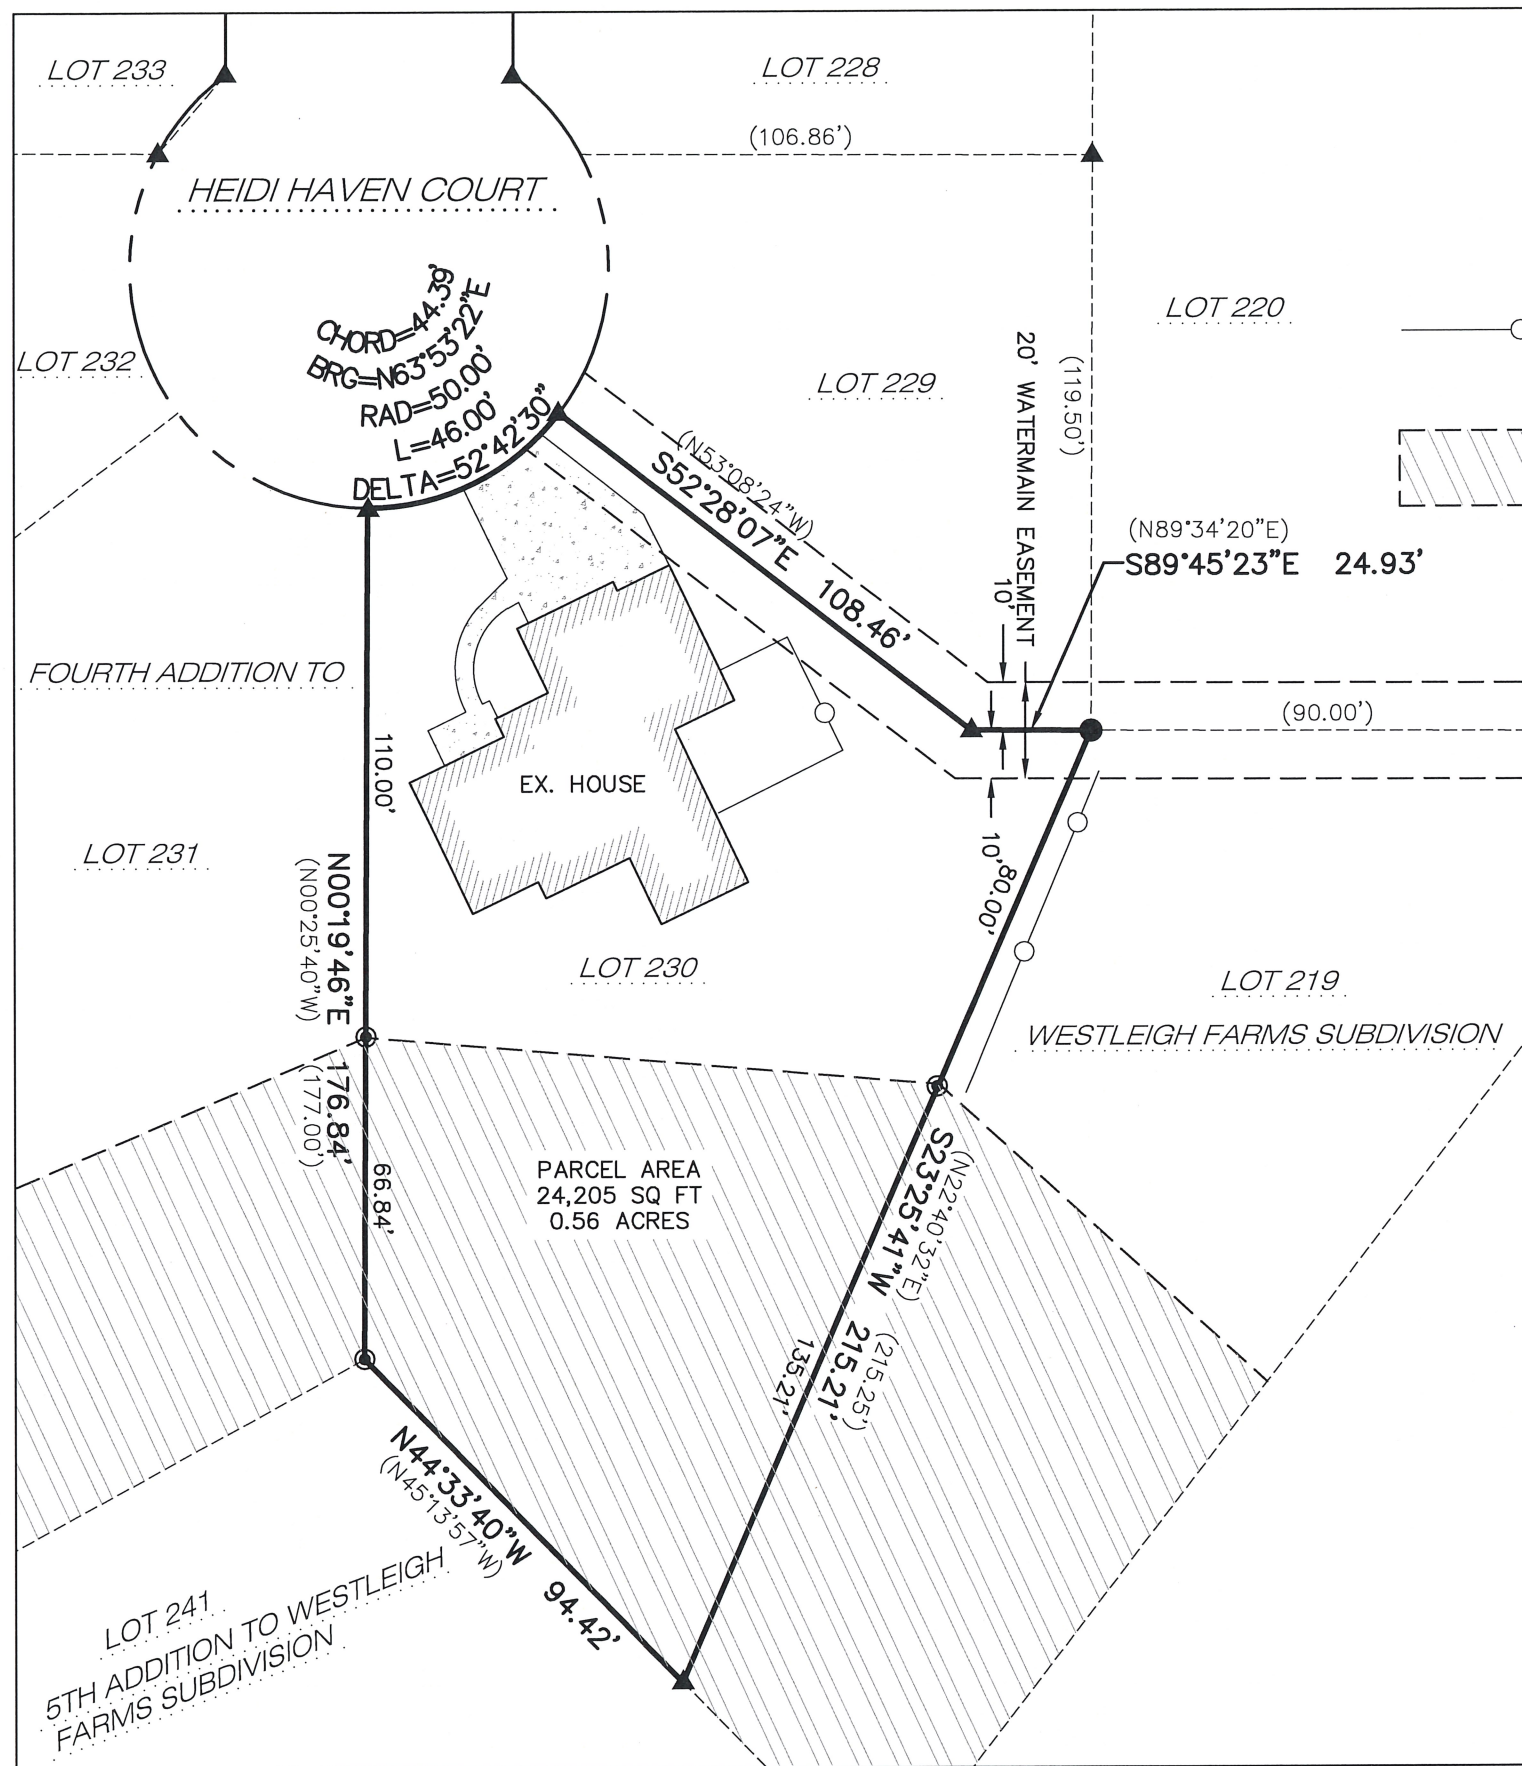 LOT 233
LOT 228
(106.86')
HEIDI HAVEN COURT
CHORD=44.39'
BRG=N63°53'22"E
RAD=50.00'
L=46.00'
DELTA=52°42'30"
LOT 232
LOT 229
LOT 220
20' WATERMAIN EASEMENT
(119.50')
(N53°08'24"W)
S52°28'07"E 108.46'
(N89°34'20"E)
S89°45'23"E 24.93'
10'
(90.00')
FOURTH ADDITION TO
110.00'
EX. HOUSE
10'
80.00'
LOT 231
N00°19'46"E 176.84'
(N00°25'40"W) (177.00')
LOT 230
LOT 219
WESTLEIGH FARMS SUBDIVISION
66.84'
PARCEL AREA
24,205 SQ FT
0.56 ACRES
(N22°40'32"E) (215.25')
S23°25'41"W 215.21'
135.21'
N44°33'40"W 94.42'
(N45°13'57"W)
LOT 241
5TH ADDITION TO WESTLEIGH
FARMS SUBDIVISION